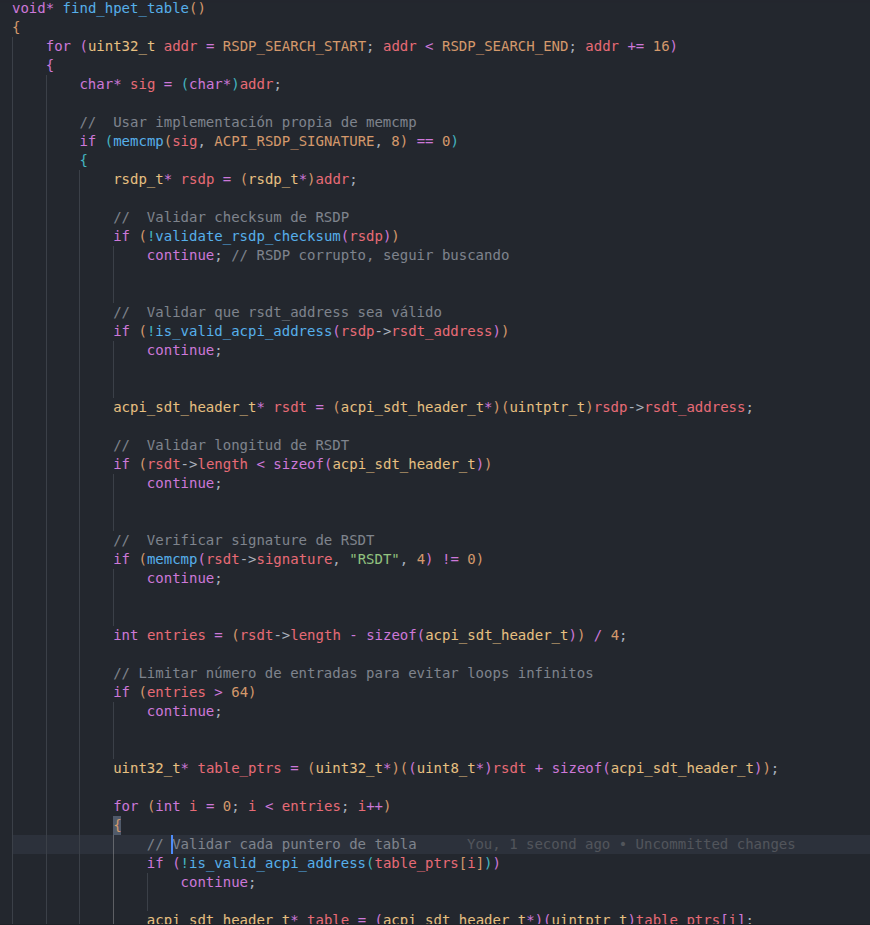 void* find_hpet_table()
{
    for (uint32_t addr = RSDP_SEARCH_START; addr < RSDP_SEARCH_END; addr += 16)
    {
        char* sig = (char*)addr;
        //  Usar implementación propia de memcmp
        if (memcmp(sig, ACPI_RSDP_SIGNATURE, 8) == 0)
        {
            rsdp_t* rsdp = (rsdp_t*)addr;
            //  Validar checksum de RSDP
            if (!validate_rsdp_checksum(rsdp))
                continue; // RSDP corrupto, seguir buscando
            //  Validar que rsdt_address sea válido
            if (!is_valid_acpi_address(rsdp->rsdt_address))
                continue;
            acpi_sdt_header_t* rsdt = (acpi_sdt_header_t*)(uintptr_t)rsdp->rsdt_address;
            //  Validar longitud de RSDT
            if (rsdt->length < sizeof(acpi_sdt_header_t))
                continue;
            //  Verificar signature de RSDT
            if (memcmp(rsdt->signature, "RSDT", 4) != 0)
                continue;
            int entries = (rsdt->length - sizeof(acpi_sdt_header_t)) / 4;
            // Limitar número de entradas para evitar loops infinitos
            if (entries > 64)
                continue;
            uint32_t* table_ptrs = (uint32_t*)((uint8_t*)rsdt + sizeof(acpi_sdt_header_t));
            for (int i = 0; i < entries; i++)
            {
                // Validar cada puntero de tabla      You, 1 second ago • Uncommitted changes
                if (!is_valid_acpi_address(table_ptrs[i]))
                    continue;
                acpi_sdt_header_t* table = (acpi_sdt_header_t*)(uintptr_t)table_ptrs[i];